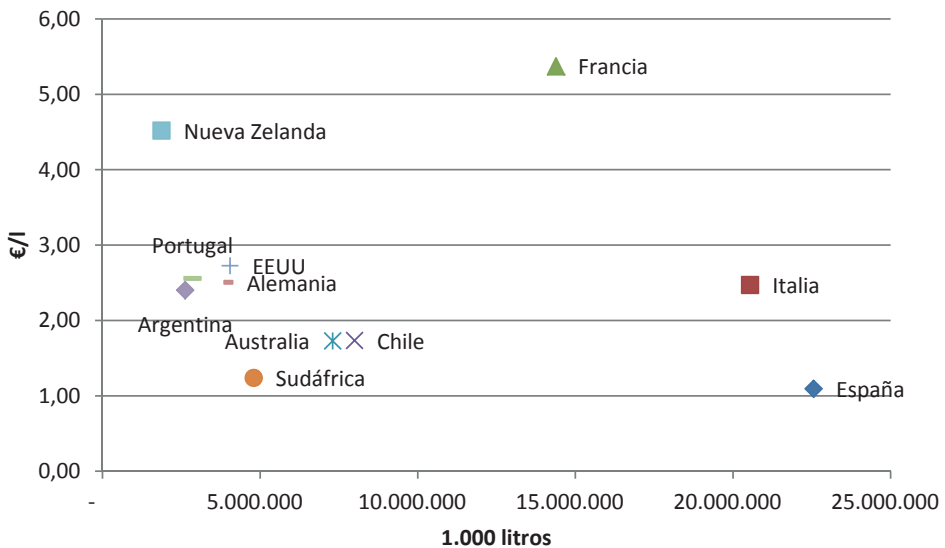 6,00
5,00
4,00
3,00
2,00
1,00
0,00
€/l
Francia
Nueva Zelanda
Portugal
EEUU
Alemania
Italia
Argentina
Australia
Chile
Sudáfrica
España
-
5.000.000
10.000.000
15.000.000
20.000.000
25.000.000
1.000 litros